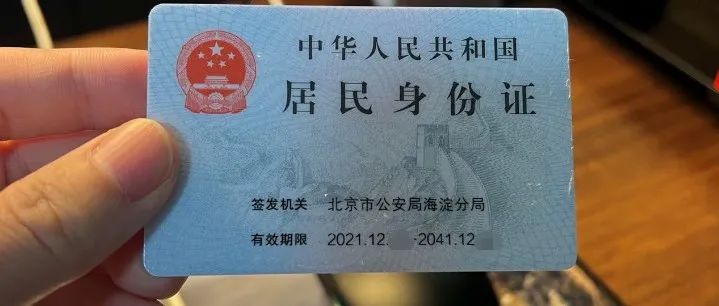 中华人民共和国
居民身份证
签发机关 北京市公安局海淀分局
有效期限 2021.12. -2041.12